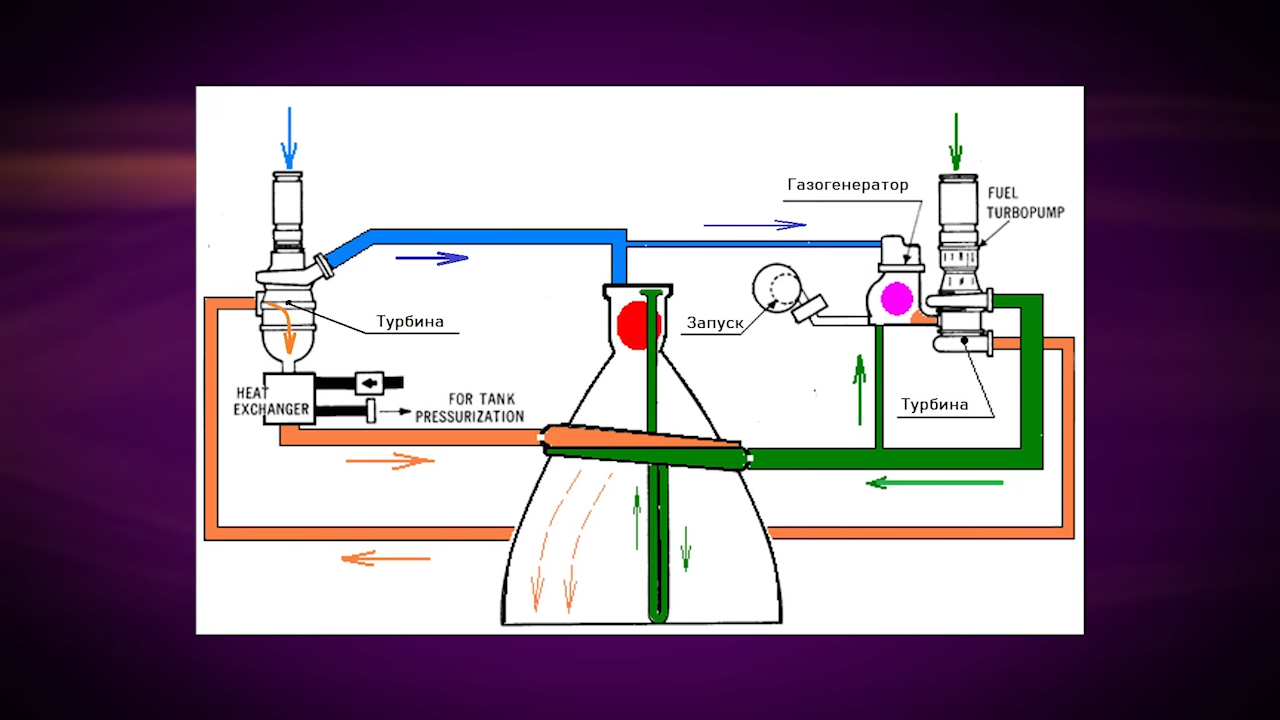 Газогенератор
FUEL
TURBOPUMP
Турбина
Запуск
HEAT
EXCHANGER
FOR TANK
PRESSURIZATION
Турбина